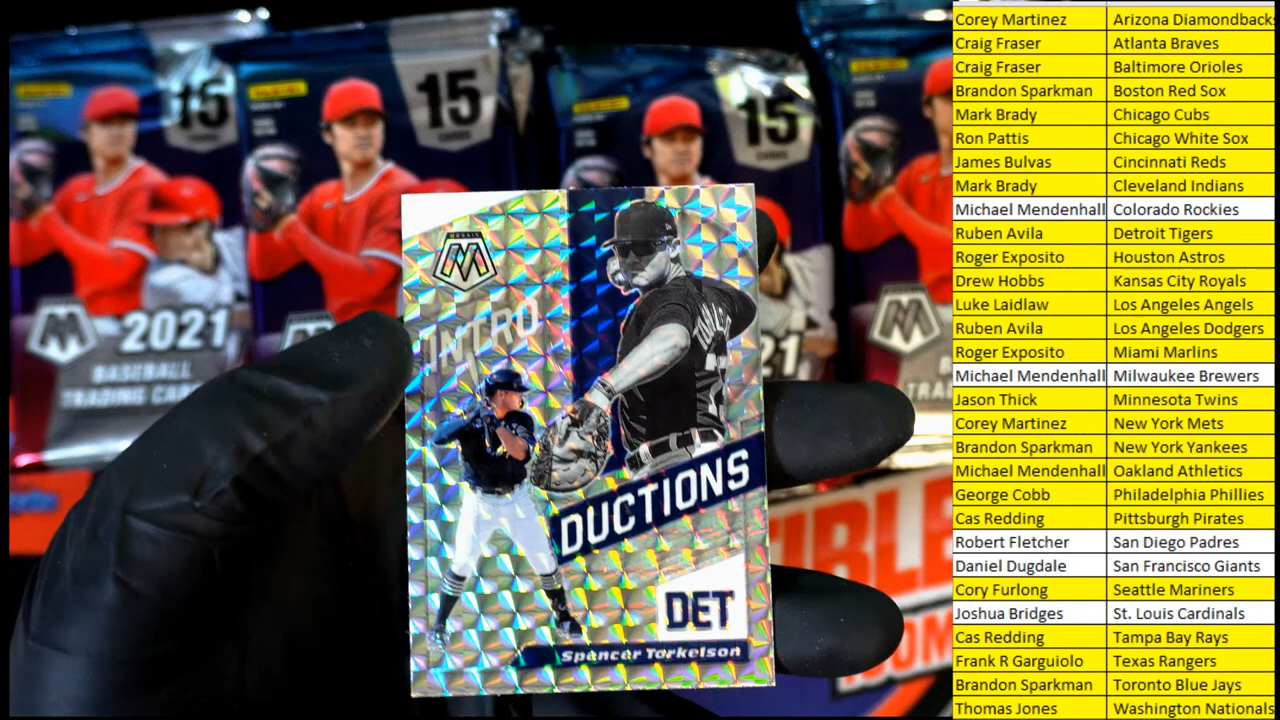 15
15
15
2021
BASEBALL
TRADING CARDS
21
MOSAIC
M
INTRO
DUCTIONS
DET
Spencer Torkelson
Corey Martinez Arizona Diamondbacks
Craig Fraser Atlanta Braves
Craig Fraser Baltimore Orioles
Brandon Sparkman Boston Red Sox
Mark Brady Chicago Cubs
Ron Pattis Chicago White Sox
James Bulvas Cincinnati Reds
Mark Brady Cleveland Indians
Michael Mendenhall Colorado Rockies
Ruben Avila Detroit Tigers
Roger Exposito Houston Astros
Drew Hobbs Kansas City Royals
Luke Laidlaw Los Angeles Angels
Ruben Avila Los Angeles Dodgers
Roger Exposito Miami Marlins
Michael Mendenhall Milwaukee Brewers
Jason Thick Minnesota Twins
Corey Martinez New York Mets
Brandon Sparkman New York Yankees
Michael Mendenhall Oakland Athletics
George Cobb Philadelphia Phillies
Cas Redding Pittsburgh Pirates
Robert Fletcher San Diego Padres
Daniel Dugdale San Francisco Giants
Cory Furlong Seattle Mariners
Joshua Bridges St. Louis Cardinals
Cas Redding Tampa Bay Rays
Frank R Garguiolo Texas Rangers
Brandon Sparkman Toronto Blue Jays
Thomas Jones Washington Nationals